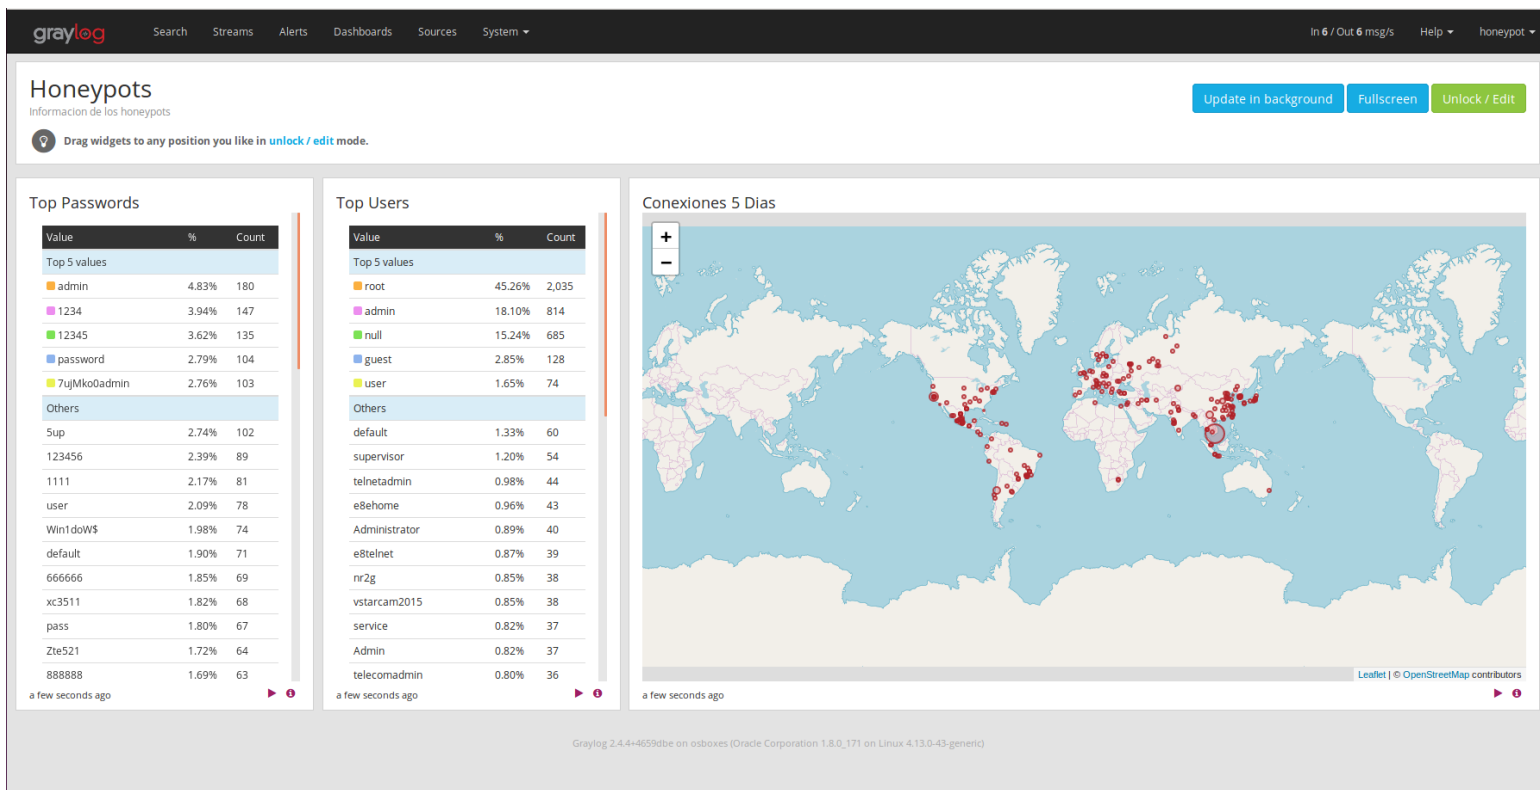 graylog Search Streams Alerts Dashboards Sources System In 6 / Out 6 msg/s Help honeypot
Honeypots
Informacion de los honeypots
Drag widgets to any position you like in unlock / edit mode.
Update in background Fullscreen Unlock / Edit
Top Passwords
Value % Count
Top 5 values
admin 4.83% 180
1234 3.94% 147
12345 3.62% 135
password 2.79% 104
7ujMko0admin 2.76% 103
Others
5up 2.74% 102
123456 2.39% 89
1111 2.17% 81
user 2.09% 78
Win1doW$ 1.98% 74
default 1.90% 71
666666 1.85% 69
xc3511 1.82% 68
pass 1.80% 67
Zte521 1.72% 64
888888 1.69% 63
a few seconds ago
Top Users
Value % Count
Top 5 values
root 45.26% 2,035
admin 18.10% 814
null 15.24% 685
guest 2.85% 128
user 1.65% 74
Others
default 1.33% 60
supervisor 1.20% 54
telnetadmin 0.98% 44
e8ehome 0.96% 43
Administrator 0.89% 40
e8telnet 0.87% 39
nr2g 0.85% 38
vstarcam2015 0.85% 38
service 0.82% 37
Admin 0.82% 37
telecomadmin 0.80% 36
a few seconds ago
Conexiones 5 Dias
+
−
Leaflet | © OpenStreetMap contributors
a few seconds ago
Graylog 2.4.4+4659dbe on osboxes (Oracle Corporation 1.8.0_171 on Linux 4.13.0-43-generic)